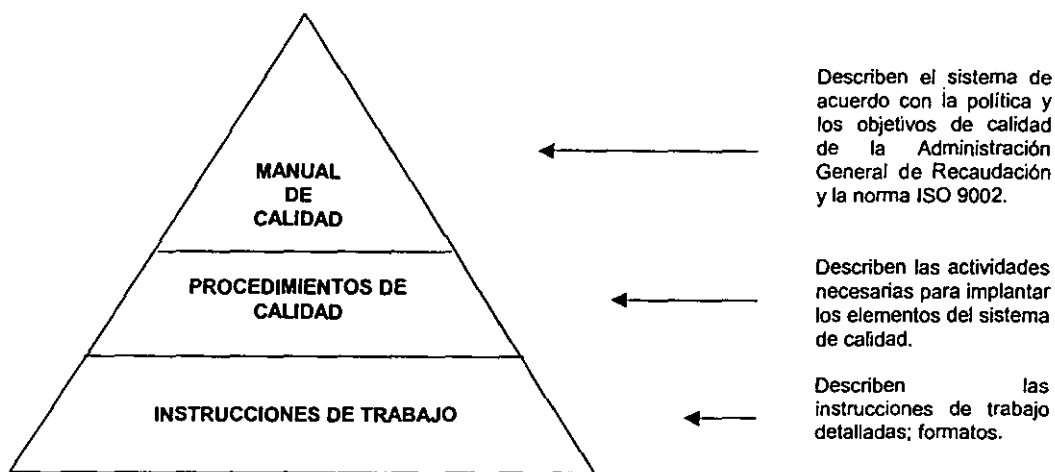 MANUAL
DE
CALIDAD
Describen el sistema de
acuerdo con la política y
los objetivos de calidad
de la Administración
General de Recaudación
y la norma ISO 9002.
PROCEDIMIENTOS DE
CALIDAD
Describen las actividades
necesarias para implantar
los elementos del sistema
de calidad.
INSTRUCCIONES DE TRABAJO
Describen las
instrucciones de trabajo
detalladas; formatos.